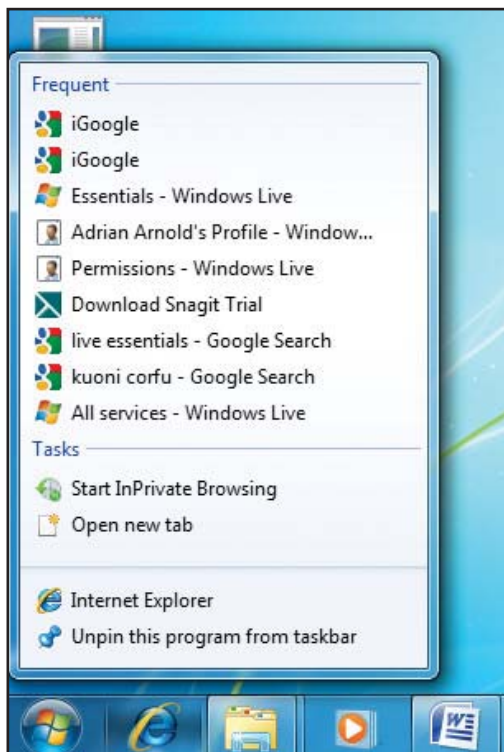 Frequent
iGoogle
iGoogle
Essentials - Windows Live
Adrian Arnold's Profile - Window...
Permissions - Windows Live
Download Snagit Trial
live essentials - Google Search
kuoni corfu - Google Search
All services - Windows Live
Tasks
Start InPrivate Browsing
Open new tab
Internet Explorer
Unpin this program from taskbar